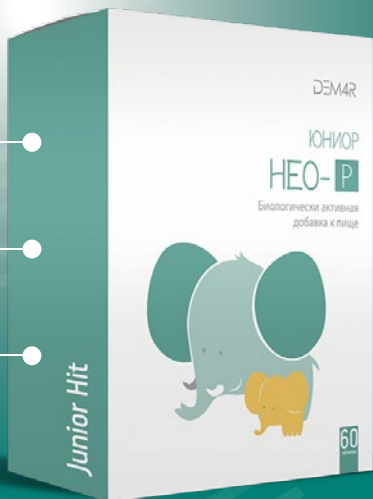 DEM4R
ЮНИОР
НЕО-Р
Биологически активная
добавка к пище
Junior Hit
60